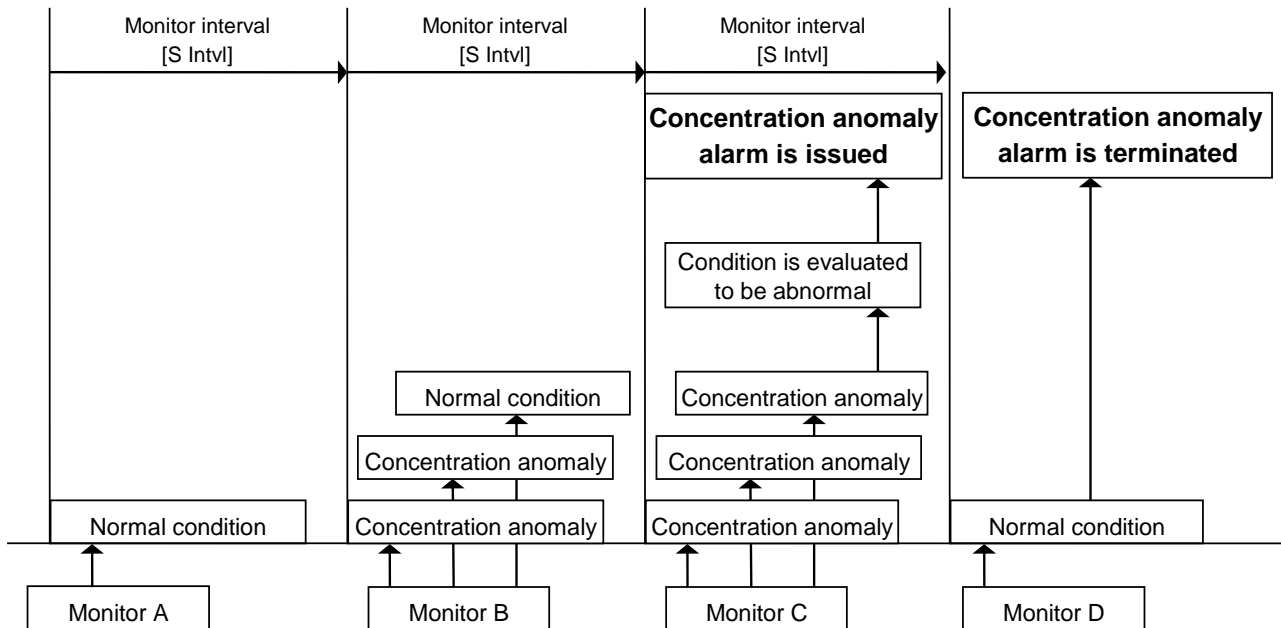 Monitor interval
[S Intvl]
Monitor interval
[S Intvl]
Monitor interval
[S Intvl]
Concentration anomaly
alarm is issued
Concentration anomaly
alarm is terminated
Condition is evaluated
to be abnormal
Normal condition
Concentration anomaly
Concentration anomaly
Concentration anomaly
Normal condition
Concentration anomaly
Concentration anomaly
Normal condition
Monitor A
Monitor B
Monitor C
Monitor D